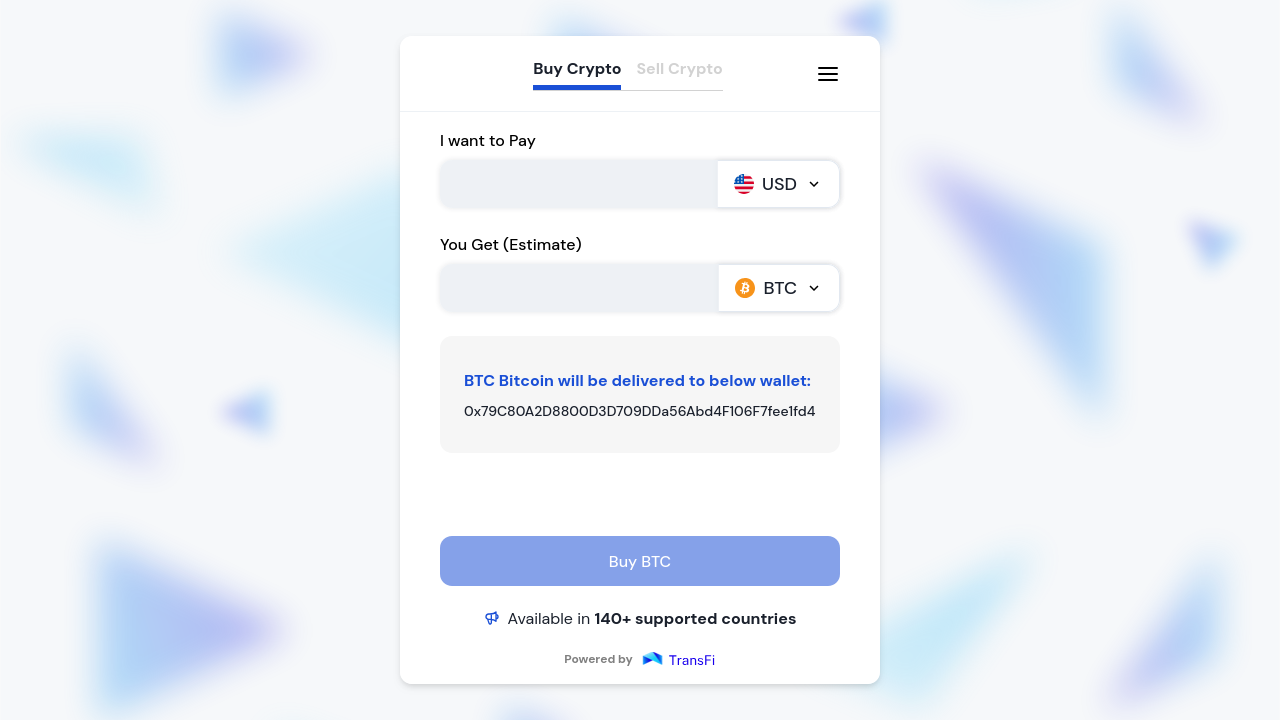 Buy Crypto Sell Crypto
I want to Pay
USD
You Get (Estimate)
BTC
BTC Bitcoin will be delivered to below wallet:
0x79C80A2D8800D3D709DDa56Abd4F106F7fee1fd4
Buy BTC
Available in 140+ supported countries
Powered by TransFi